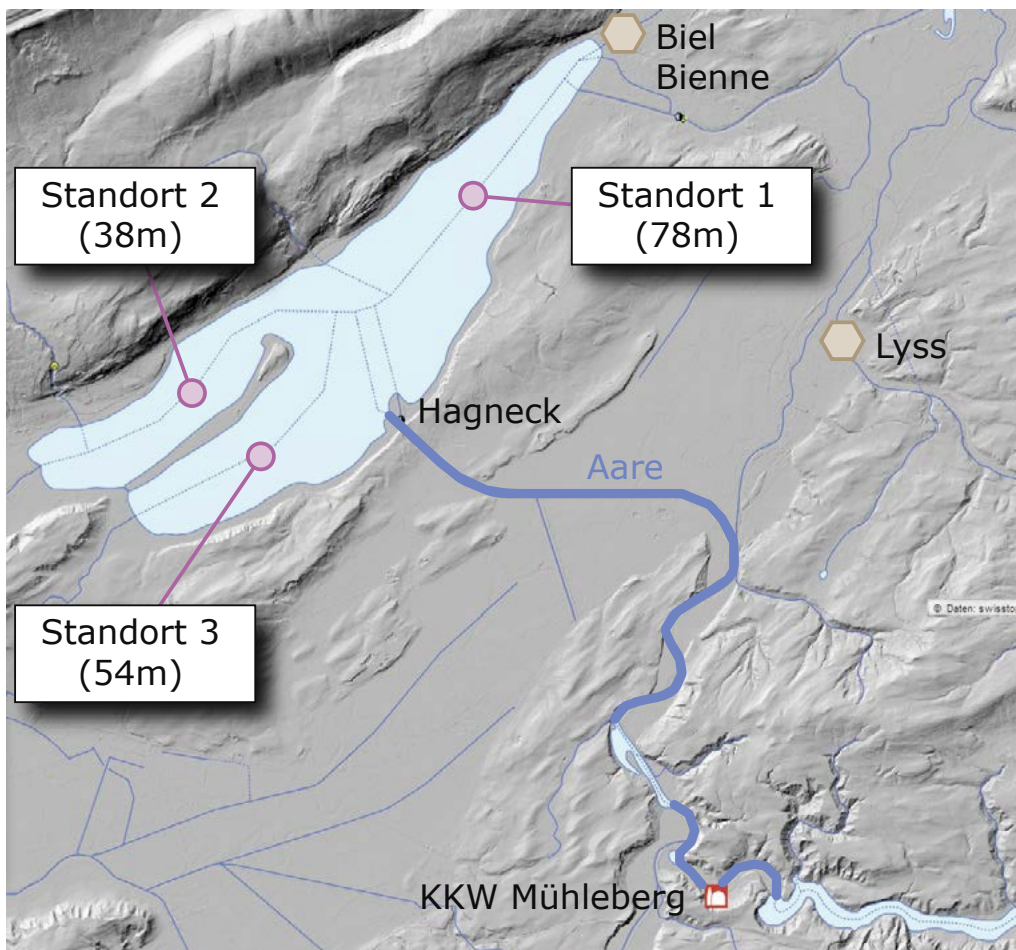 Biel
Bienne
Standort 2
(38m)
Standort 1
(78m)
Lyss
Hagneck
Aare
© Daten: swissto
Standort 3
(54m)
KKW Mühleberg